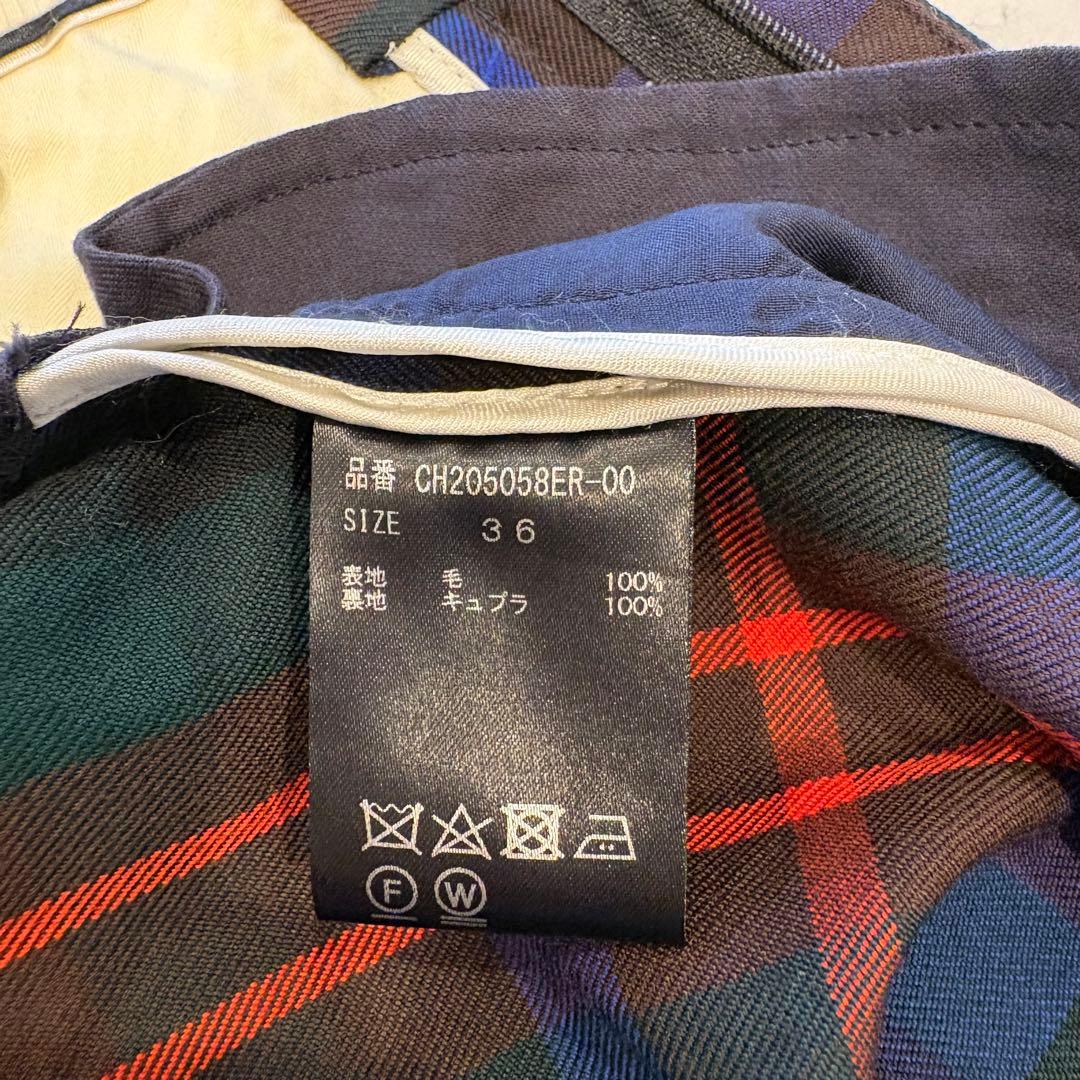 品番 CH205058ER-00
SIZE 36
表地 毛 100%
裏地 キュプラ 100%
F W